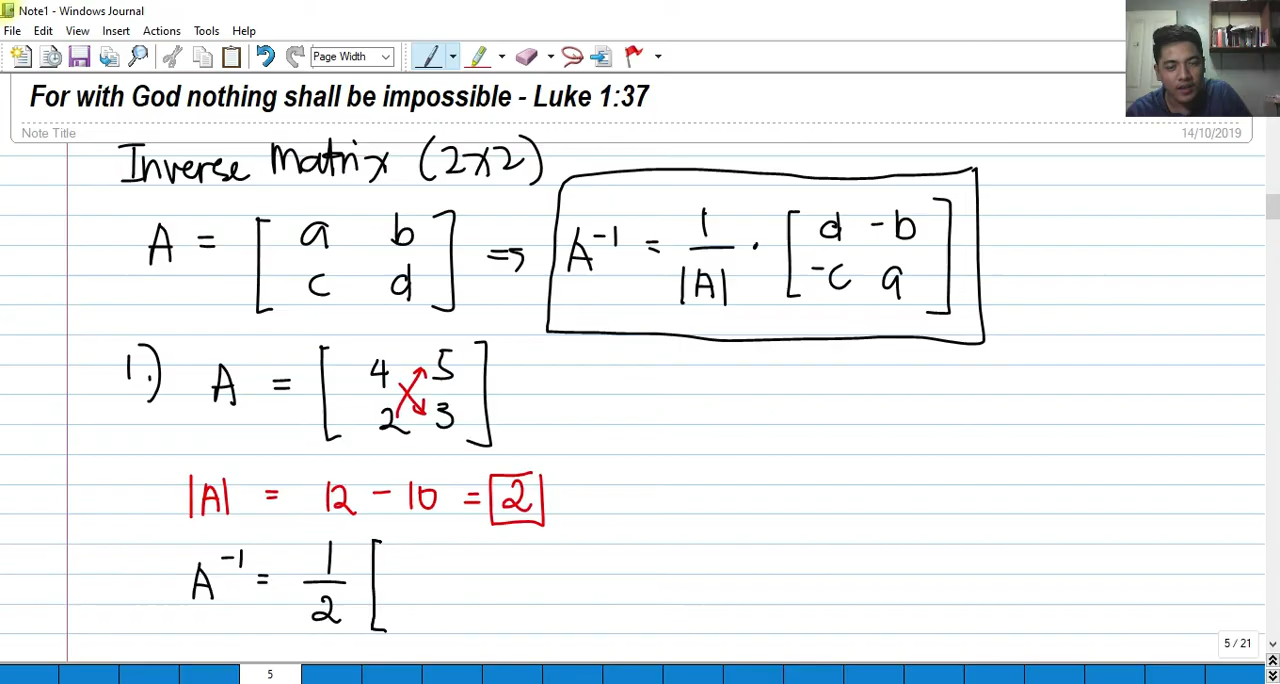 Note1 - Windows Journal
File Edit View Insert Actions Tools Help
Page Width
For with God nothing shall be impossible - Luke 1:37
Note Title
14/10/2019
Inverse Matrix (2x2)
A = [ a b
c d ] => A⁻¹ = 1/|A| · [ d -b
-c a ]
1.) A = [ 4 5
2 3 ]
|A| = 12 - 10 = 2
A⁻¹ = 1/2 [
5 / 21
5